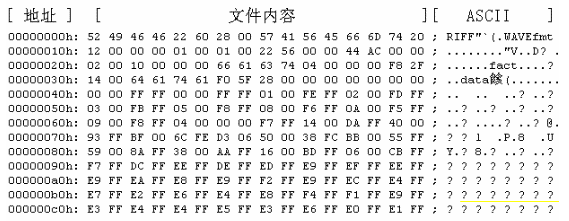 [ 地址 ] [ 文件内容 ][ ASCII ]
00000000h: 52 49 46 46 22 60 28 00 57 41 56 45 66 6D 74 20 ; RIFF"`(.WAVEfmt
00000010h: 12 00 00 00 01 00 01 00 22 56 00 00 44 AC 00 00 ; ........"V..D?.
00000020h: 02 00 10 00 00 00 66 61 63 74 04 00 00 00 F8 2F ; ......fact....?
00000030h: 14 00 64 61 74 61 F0 5F 28 00 00 00 00 00 00 00 ; ..data餩(.......
00000040h: 00 00 FF FF 00 00 FF FF 01 00 FE FF 02 00 FD FF ; .. .. ..? ..?
00000050h: 03 00 FB FF 05 00 F8 FF 08 00 F6 FF 0A 00 F5 FF ; ..? ..? ..? ..?
00000060h: 09 00 F8 FF 04 00 00 00 F7 FF 14 00 DA FF 40 00 ; ..? ....? ..? @.
00000070h: 93 FF BF 00 6C FE D3 06 50 00 38 FC BB 00 55 FF ; ? ? l .P.8 .U
00000080h: 59 00 8A FF 38 00 AA FF 16 00 BD FF 06 00 CB FF ; Y.? 8.? ..? ..?
00000090h: F7 FF DC FF EE FF DE FF ED FF E9 FF EF FF EE FF ; ? ? ? ? ? ? ? ?
000000a0h: E9 FF EA FF E8 FF E9 FF F2 FF E9 FF EC FF E4 FF ; ? ? ? ? ? ? ? ?
000000b0h: E7 FF E2 FF E6 FF E4 FF E8 FF F4 FF F1 FF E9 FF ; ? ? ? ? ? ? ? ?
000000c0h: E3 FF E4 FF E4 FF E5 FF E3 FF E6 FF E0 FF E1 FF ; ? ? ? ? ? ? ? ?